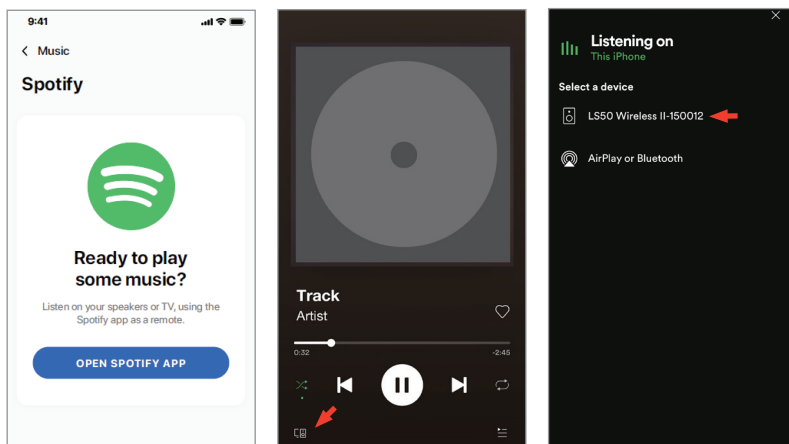 9:41
Music
Spotify
Ready to play
some music?
Listen on your speakers or TV, using the
Spotify app as a remote.
OPEN SPOTIFY APP
Track
Artist
0:32
-2:45
Listening on
This iPhone
Select a device
LS50 Wireless II-150012
AirPlay or Bluetooth